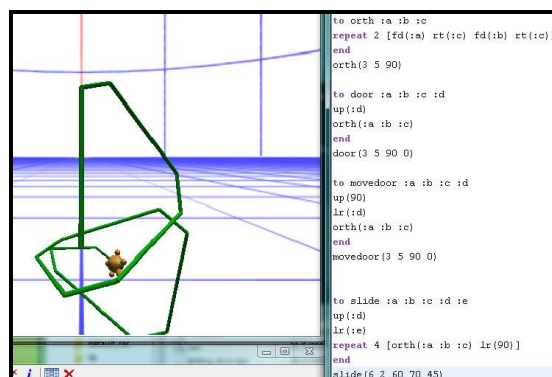 to orth :a :b :c
repeat 2 [fd(:a) rt(:c) fd(:b) rt(:c)]
end
orth(3 5 90)
to door :a :b :c :d
up(:d)
orth(:a :b :c)
end
door(3 5 90 0)
to movedoor :a :b :c :d
up(90)
lr(:d)
orth(:a :b :c)
end
movedoor(3 5 90 0)
to slide :a :b :c :d :e
up(:d)
lr(:e)
repeat 4 [orth(:a :b :c) lr(90)]
end
slide(6 2 60 70 45)